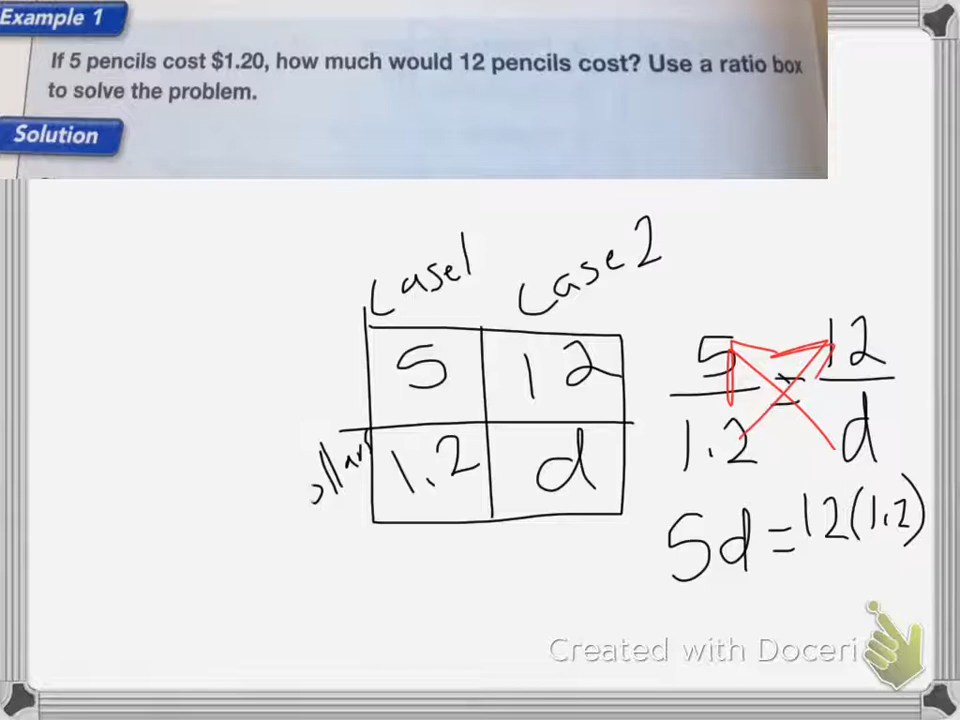 Example 1
If 5 pencils cost $1.20, how much would 12 pencils cost? Use a ratio box
to solve the problem.
Solution
Case1 Case2
5 12
1.2 d
5/1.2 = 12/d
5d=12(1.2)
Created with Doceri